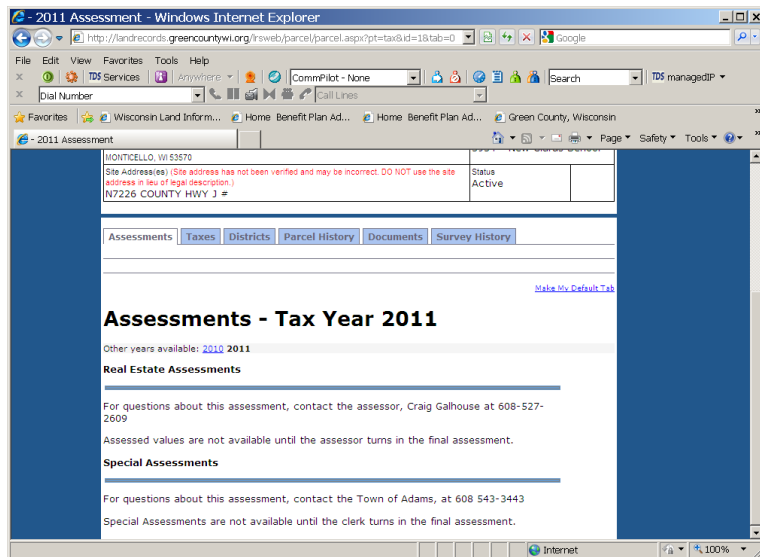 - 2011 Assessment - Windows Internet Explorer
http://landrecords.greencountywi.org/lrsweb/parcel/parcel.aspx?pt=tax&id=1&tab=0
Google
File Edit View Favorites Tools Help
x TDS Services Anywhere CommPilot - None Search TDS managedIP
x Dial Number Call Lines
Favorites Wisconsin Land Inform... Home Benefit Plan Ad... Home Benefit Plan Ad... Green County, Wisconsin »
- 2011 Assessment Page Safety Tools »
MONTICELLO, WI 53570
Site Address(es) (Site address has not been verified and may be incorrect. DO NOT use the site
address in lieu of legal description.)
N7226 COUNTY HWY J #
Status
Active
Assessments Taxes Districts Parcel History Documents Survey History
Make My Default Tab
Assessments - Tax Year 2011
Other years available: 2010 2011
Real Estate Assessments
For questions about this assessment, contact the assessor, Craig Galhouse at 608-527-
2609
Assessed values are not available until the assessor turns in the final assessment.
Special Assessments
For questions about this assessment, contact the Town of Adams, at 608 543-3443
Special Assessments are not available until the clerk turns in the final assessment.
Internet 100%